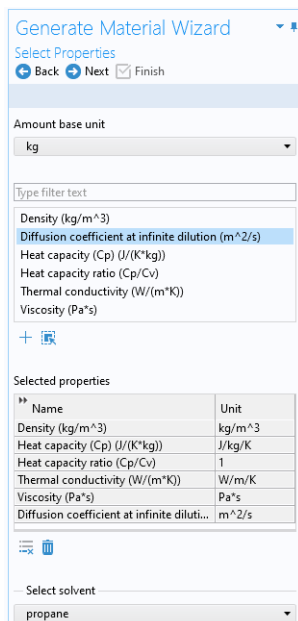 Generate Material Wizard
Select Properties
Back Next Finish
Amount base unit
kg
Type filter text
Density (kg/m^3)
Diffusion coefficient at infinite dilution (m^2/s)
Heat capacity (Cp) (J/(K*kg))
Heat capacity ratio (Cp/Cv)
Thermal conductivity (W/(m*K))
Viscosity (Pa*s)
Selected properties
Name Unit
Density (kg/m^3) kg/m^3
Heat capacity (Cp) (J/(K*kg)) J/kg/K
Heat capacity ratio (Cp/Cv) 1
Thermal conductivity (W/(m*K)) W/m/K
Viscosity (Pa*s) Pa*s
Diffusion coefficient at infinite diluti... m^2/s
Select solvent
propane